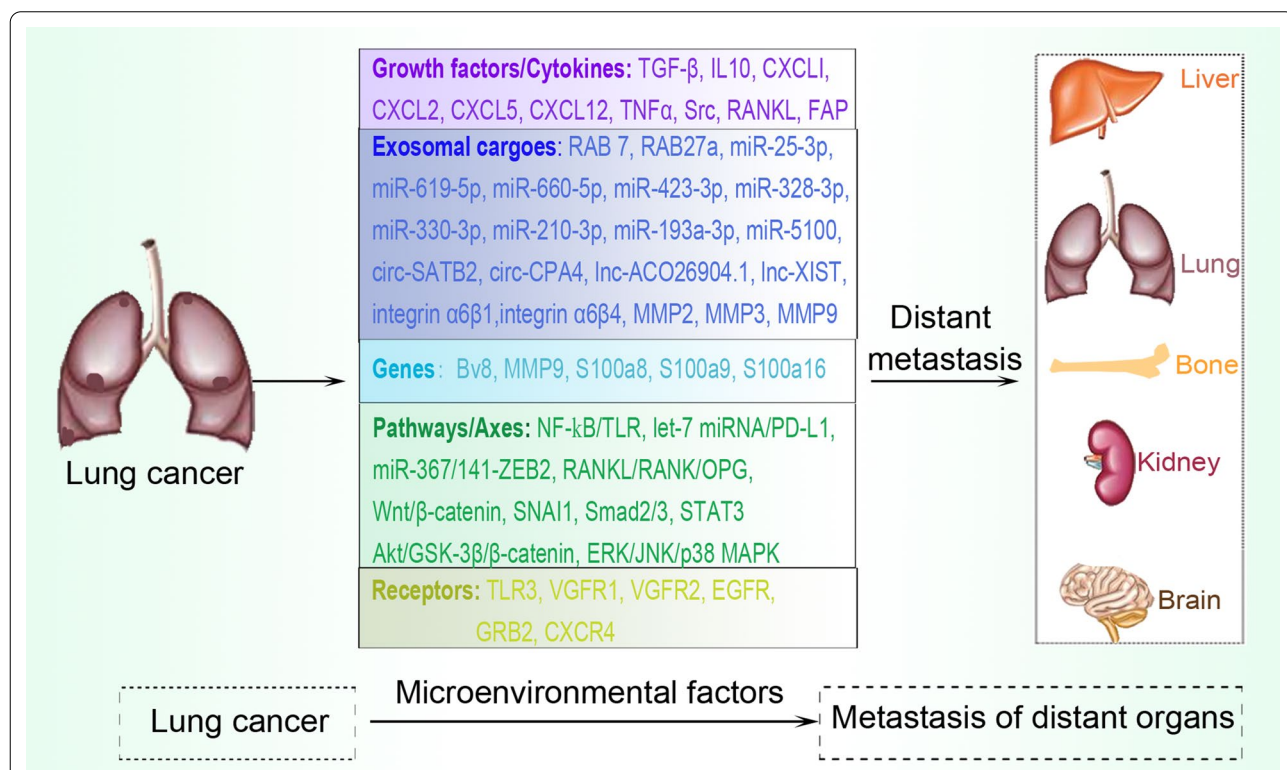 Growth factors/Cytokines: TGF-β, IL10, CXCLI,
CXCL2, CXCL5, CXCL12, TNFα, Src, RANKL, FAP
Exosomal cargoes: RAB 7, RAB27a, miR-25-3p,
miR-619-5p, miR-660-5p, miR-423-3p, miR-328-3p,
miR-330-3p, miR-210-3p, miR-193a-3p, miR-5100,
circ-SATB2, circ-CPA4, lnc-ACO26904.1, lnc-XIST,
integrin α6β1,integrin α6β4, MMP2, MMP3, MMP9
Genes: Bv8, MMP9, S100a8, S100a9, S100a16
Pathways/Axes: NF-kB/TLR, let-7 miRNA/PD-L1,
miR-367/141-ZEB2, RANKL/RANK/OPG,
Wnt/β-catenin, SNAI1, Smad2/3, STAT3
Akt/GSK-3β/β-catenin, ERK/JNK/p38 MAPK
Receptors: TLR3, VGFR1, VGFR2, EGFR,
GRB2, CXCR4
Lung cancer
Distant
metastasis
Liver
Lung
Bone
Kidney
Brain
Lung cancer
Microenvironmental factors
Metastasis of distant organs